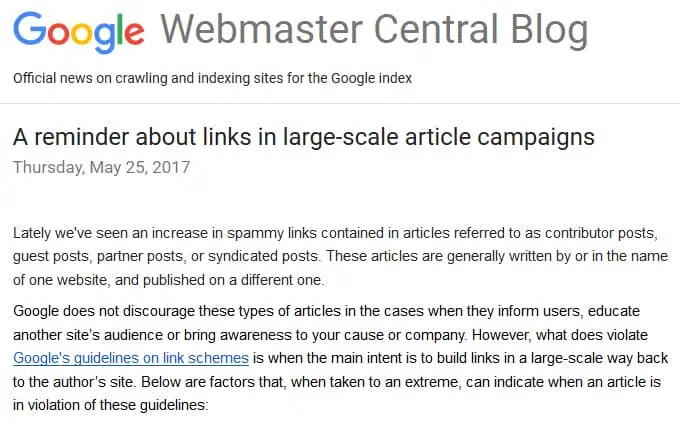 Google Webmaster Central Blog
Official news on crawling and indexing sites for the Google index
A reminder about links in large-scale article campaigns
Thursday, May 25, 2017
Lately we've seen an increase in spammy links contained in articles referred to as contributor posts,
guest posts, partner posts, or syndicated posts. These articles are generally written by or in the name
of one website, and published on a different one.
Google does not discourage these types of articles in the cases when they inform users, educate
another site's audience or bring awareness to your cause or company. However, what does violate
Google's guidelines on link schemes is when the main intent is to build links in a large-scale way back
to the author's site. Below are factors that, when taken to an extreme, can indicate when an article is
in violation of these guidelines: